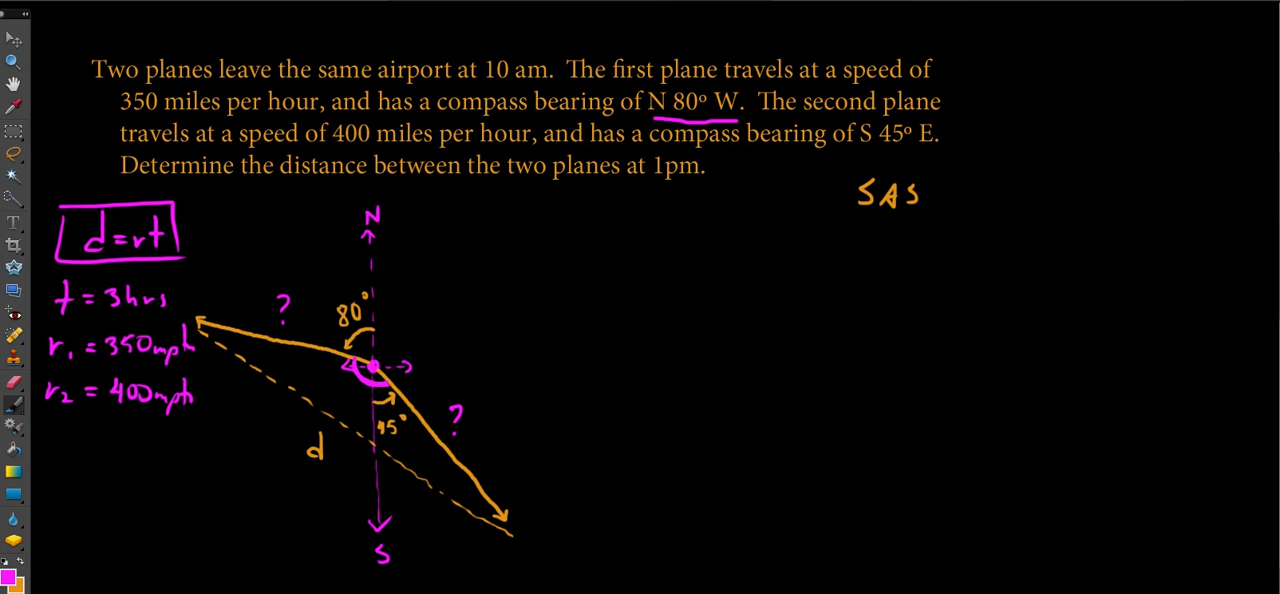 Two planes leave the same airport at 10 am. The first plane travels at a speed of
350 miles per hour, and has a compass bearing of N 80º W. The second plane
travels at a speed of 400 miles per hour, and has a compass bearing of S 45º E.
Determine the distance between the two planes at 1pm.
SAS
d=rt
t = 3hrs
r₁ = 350mph
r₂ = 400mph
N
?
80°
45°
?
d
S
T